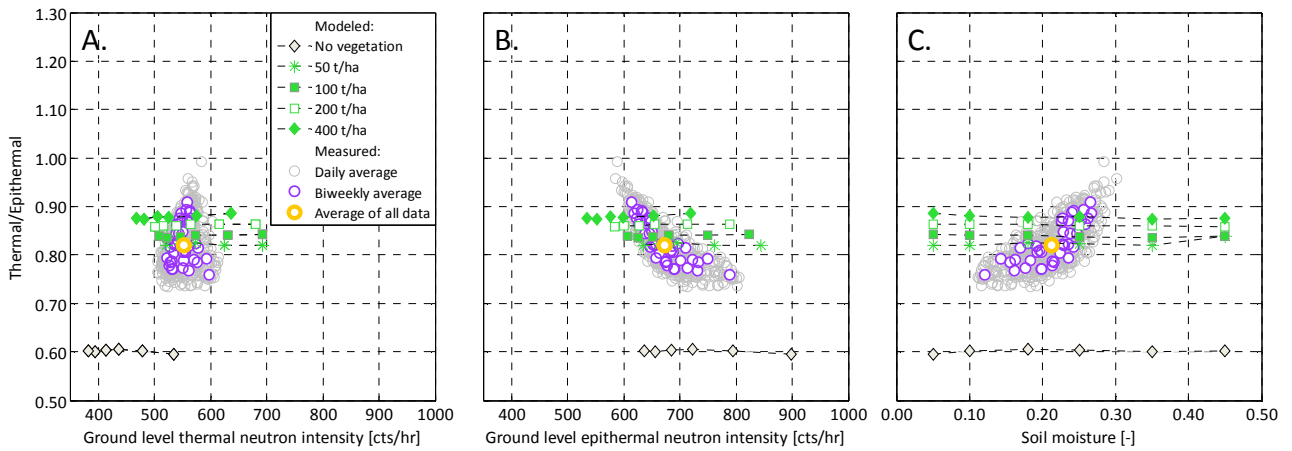 Thermal/Epithermal
1.30
1.20
1.10
1.00
0.90
0.80
0.70
0.60
0.50
A.
Modeled:
No vegetation
50 t/ha
100 t/ha
200 t/ha
400 t/ha
Measured:
Daily average
Biweekly average
Average of all data
400 500 600 700 800 900 1000
Ground level thermal neutron intensity [cts/hr]
B.
400 500 600 700 800 900 1000
Ground level epithermal neutron intensity [cts/hr]
C.
0.00 0.10 0.20 0.30 0.40 0.50
Soil moisture [-]